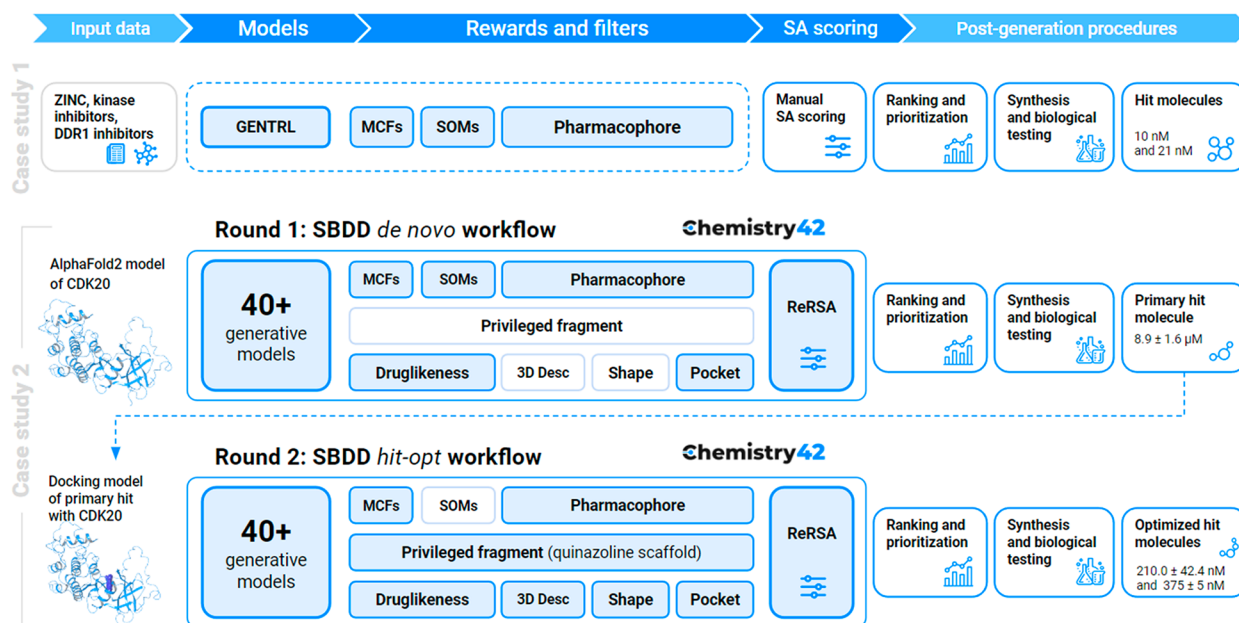 Input data
Models
Rewards and filters
SA scoring
Post-generation procedures
Case study 1
ZINC, kinase
inhibitors,
DDR1 inhibitors
GENTRL
MCFs
SOMs
Pharmacophore
Manual
SA scoring
Ranking and
prioritization
Synthesis
and biological
testing
Hit molecules
10 nM
and 21 nM
Case study 2
Round 1: SBDD de novo workflow
Chemistry42
AlphaFold2 model
of CDK20
40+
generative
models
MCFs
SOMs
Pharmacophore
Privileged fragment
Druglikeness
3D Desc
Shape
Pocket
ReRSA
Ranking and
prioritization
Synthesis
and biological
testing
Primary hit
molecule
8.9 ± 1.6 μM
Round 2: SBDD hit-opt workflow
Chemistry42
Docking model
of primary hit
with CDK20
40+
generative
models
MCFs
SOMs
Pharmacophore
Privileged fragment (quinazoline scaffold)
Druglikeness
3D Desc
Shape
Pocket
ReRSA
Ranking and
prioritization
Synthesis
and biological
testing
Optimized hit
molecules
210.0 ± 42.4 nM
and 375 ± 5 nM